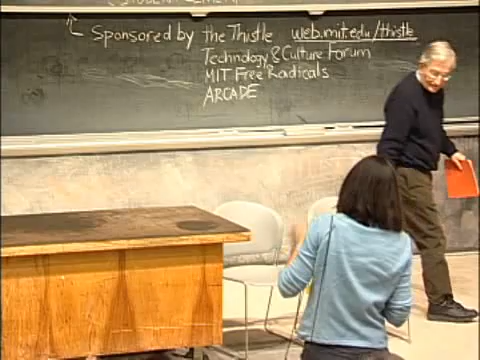 Sponsored by the Thistle web.mit.edu/thistle
Technology & Culture Forum
MIT Free Radicals
ARCADE